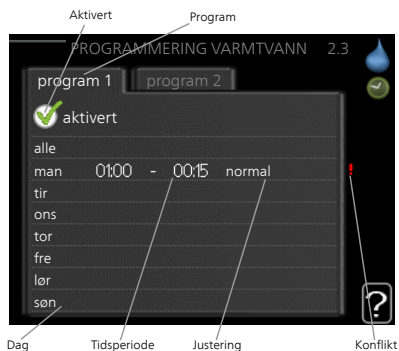 Aktivert Program
PROGRAMMERING VARMTVANN 2.3
program 1 program 2
aktivert
alle
man 01:00 - 00:15 normal !
tir
ons
tor
fre
lør
søn
?
Dag Tidsperiode Justering Konflikt